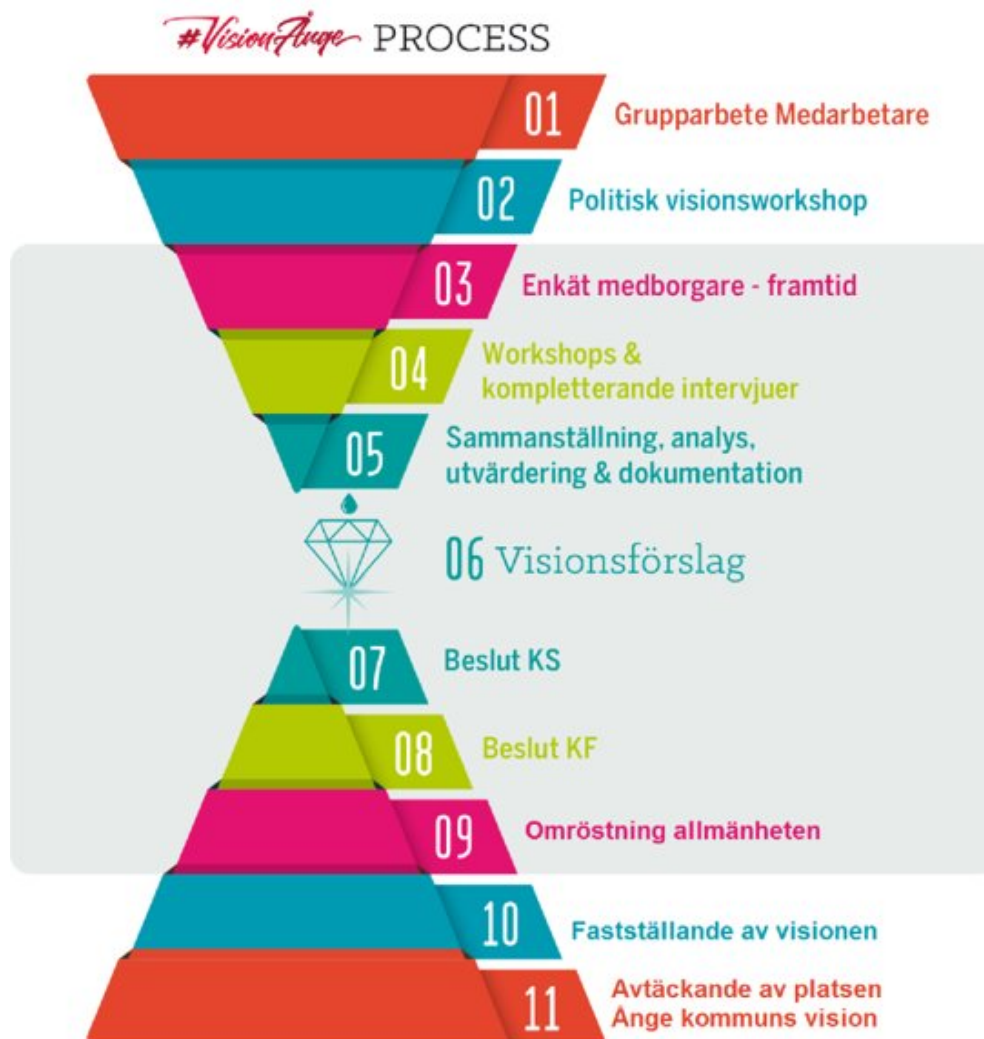 #VisionÅnge PROCESS
01 Grupparbete Medarbetare
02 Politisk visionsworkshop
03 Enkät medborgare - framtid
04 Workshops &
kompletterande intervjuer
05 Sammanställning, analys,
utvärdering & dokumentation
06 Visionsförslag
07 Beslut KS
08 Beslut KF
09 Omröstning allmänheten
10 Fastställande av visionen
11 Avtäckande av platsen
Ånge kommuns vision